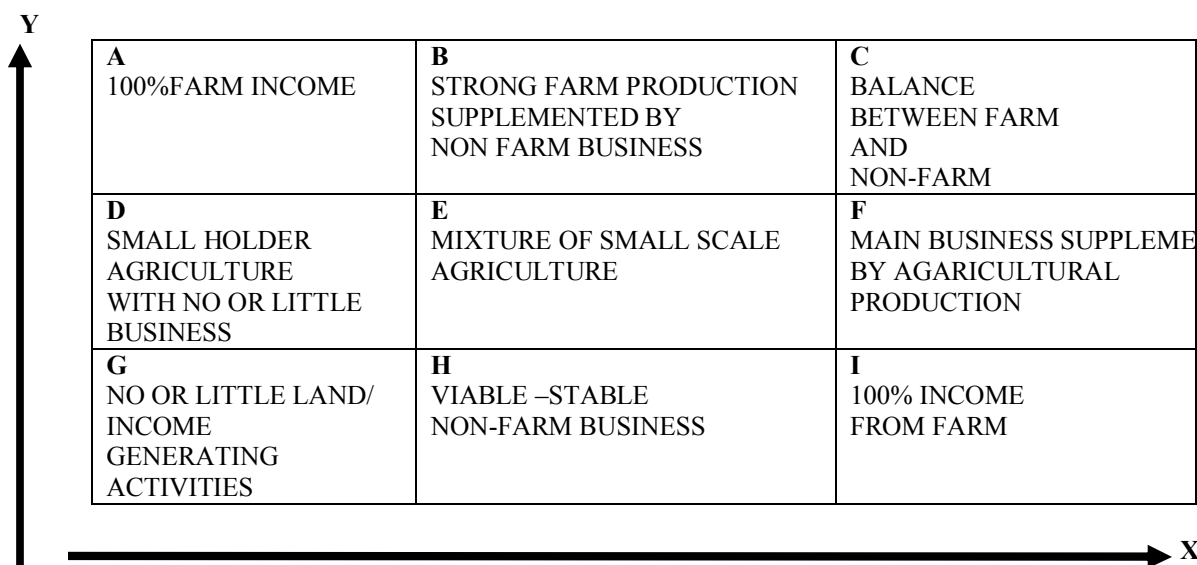 Y
A
100%FARM INCOME
B
STRONG FARM PRODUCTION
SUPPLEMENTED BY
NON FARM BUSINESS
C
BALANCE
BETWEEN FARM
AND
NON-FARM
D
SMALL HOLDER
AGRICULTURE
WITH NO OR LITTLE
BUSINESS
E
MIXTURE OF SMALL SCALE
AGRICULTURE
F
MAIN BUSINESS SUPPLEME
BY AGARICULTURAL
PRODUCTION
G
NO OR LITTLE LAND/
INCOME
GENERATING
ACTIVITIES
H
VIABLE –STABLE
NON-FARM BUSINESS
I
100% INCOME
FROM FARM
X